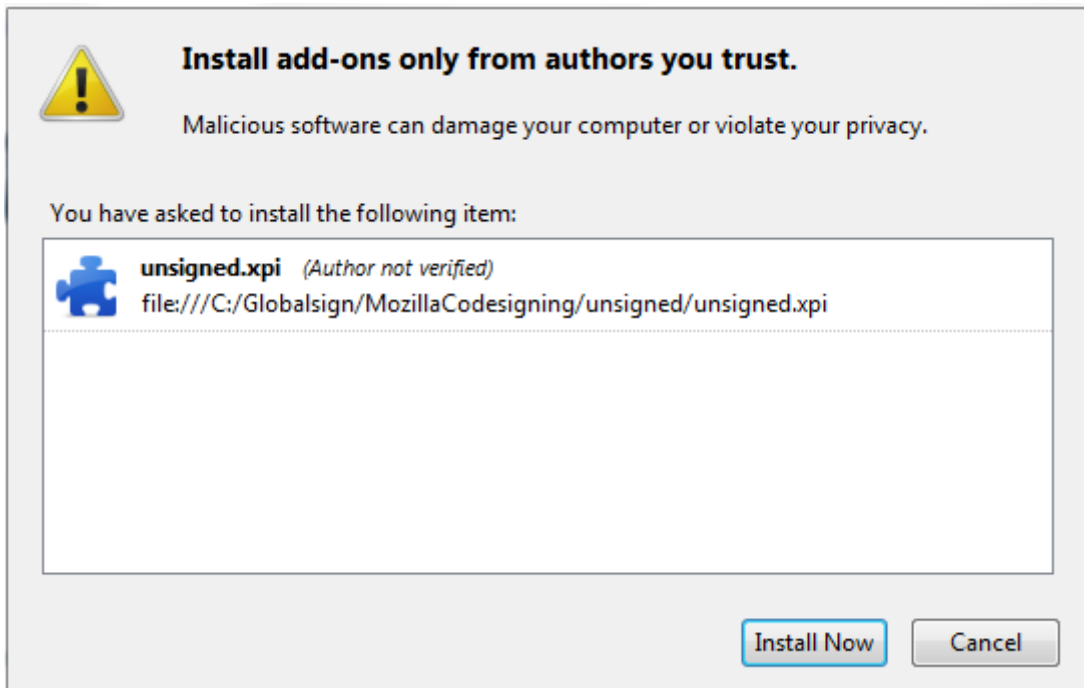 Install add-ons only from authors you trust.
Malicious software can damage your computer or violate your privacy.
You have asked to install the following item:
unsigned.xpi (Author not verified)
file:///C:/Globalsign/MozillaCodesigning/unsigned/unsigned.xpi
Install Now Cancel